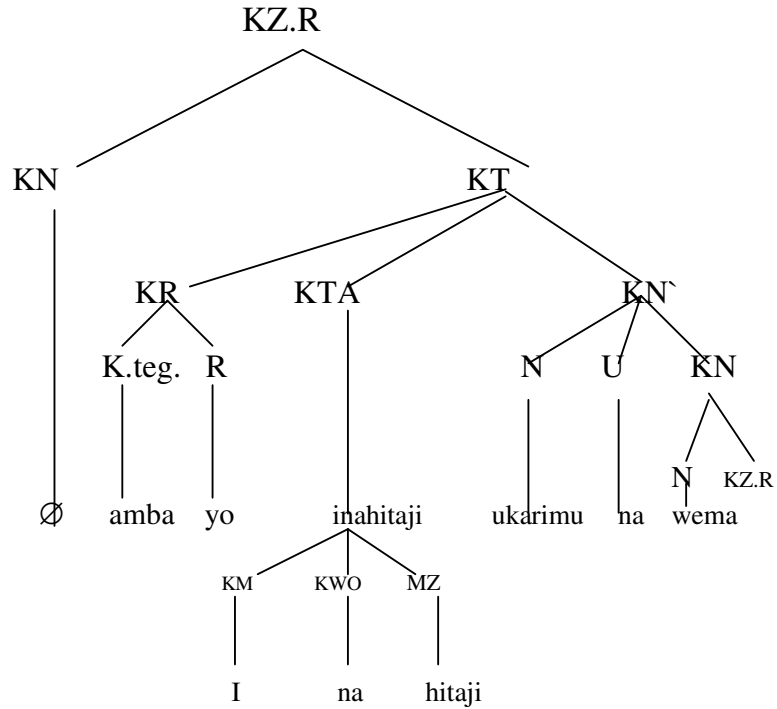 KZ.R
KN KT
KR KTA KN`
K.teg. R N U KN
N KZ.R
∅ amba yo inahitaji ukarimu na wema
KM KWO MZ
I na hitaji